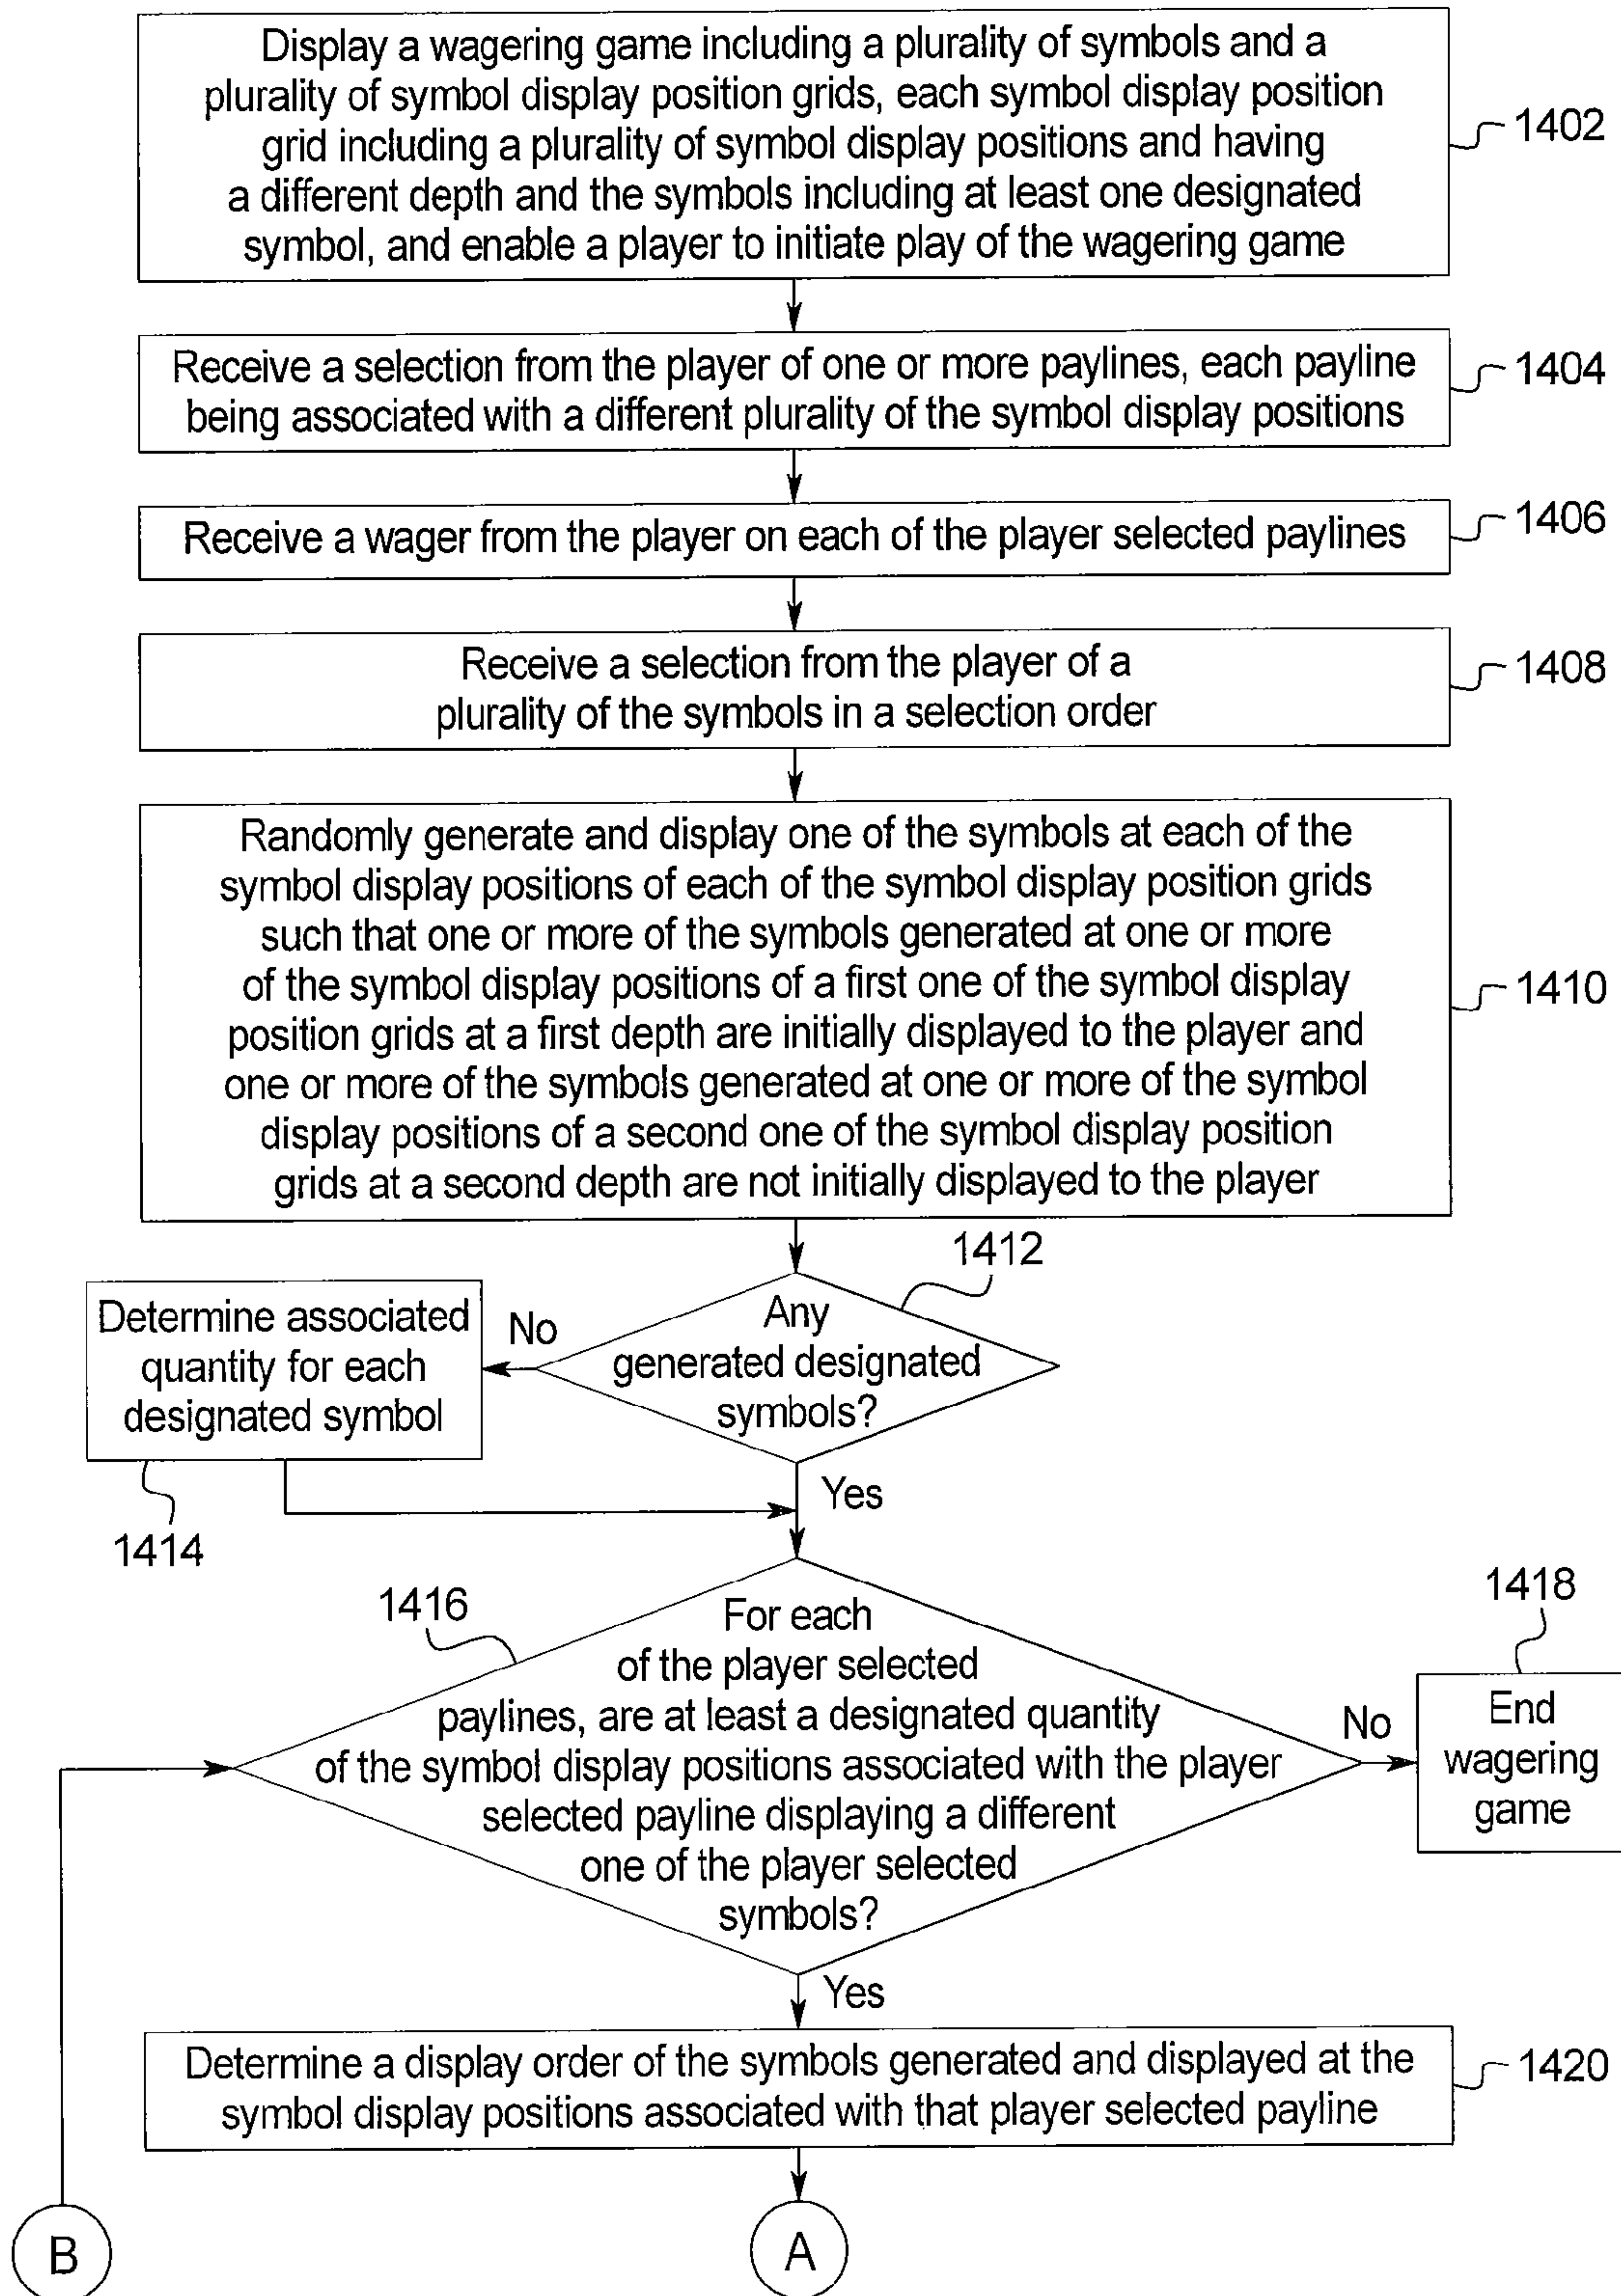 Display a wagering game including a plurality of symbols and a
plurality of symbol display position grids, each symbol display position
grid including a plurality of symbol display positions and having
a different depth and the symbols including at least one designated
symbol, and enable a player to initiate play of the wagering game
1402
Receive a selection from the player of one or more paylines, each payline
being associated with a different plurality of the symbol display positions
1404
Receive a wager from the player on each of the player selected paylines
1406
Receive a selection from the player of a
plurality of the symbols in a selection order
1408
Randomly generate and display one of the symbols at each of the
symbol display positions of each of the symbol display position grids
such that one or more of the symbols generated at one or more
of the symbol display positions of a first one of the symbol display
position grids at a first depth are initially displayed to the player and
one or more of the symbols generated at one or more of the symbol
display positions of a second one of the symbol display position
grids at a second depth are not initially displayed to the player
1410
1412
Any
generated designated
symbols?
No
Determine associated
quantity for each
designated symbol
1414
Yes
1416
For each
of the player selected
paylines, are at least a designated quantity
of the symbol display positions associated with the player
selected payline displaying a different
one of the player selected
symbols?
No
1418
End
wagering
game
Yes
Determine a display order of the symbols generated and displayed at the
symbol display positions associated with that player selected payline
1420
B
A